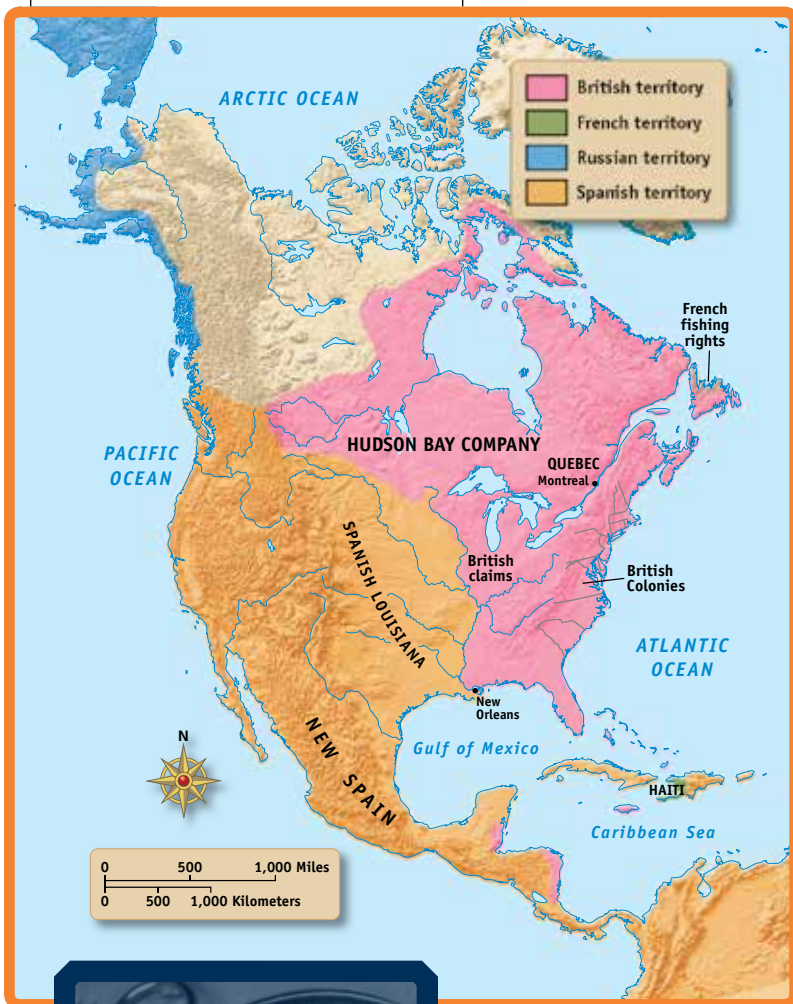 ARCTIC OCEAN
British territory
French territory
Russian territory
Spanish territory
French
fishing
rights
PACIFIC
OCEAN
HUDSON BAY COMPANY
QUEBEC
Montreal
SPANISH LOUISIANA
British
claims
British
Colonies
ATLANTIC
OCEAN
New
Orleans
N
NEW SPAIN
Gulf of Mexico
HAITI
Caribbean Sea
0 500 1,000 Miles
0 500 1,000 Kilometers